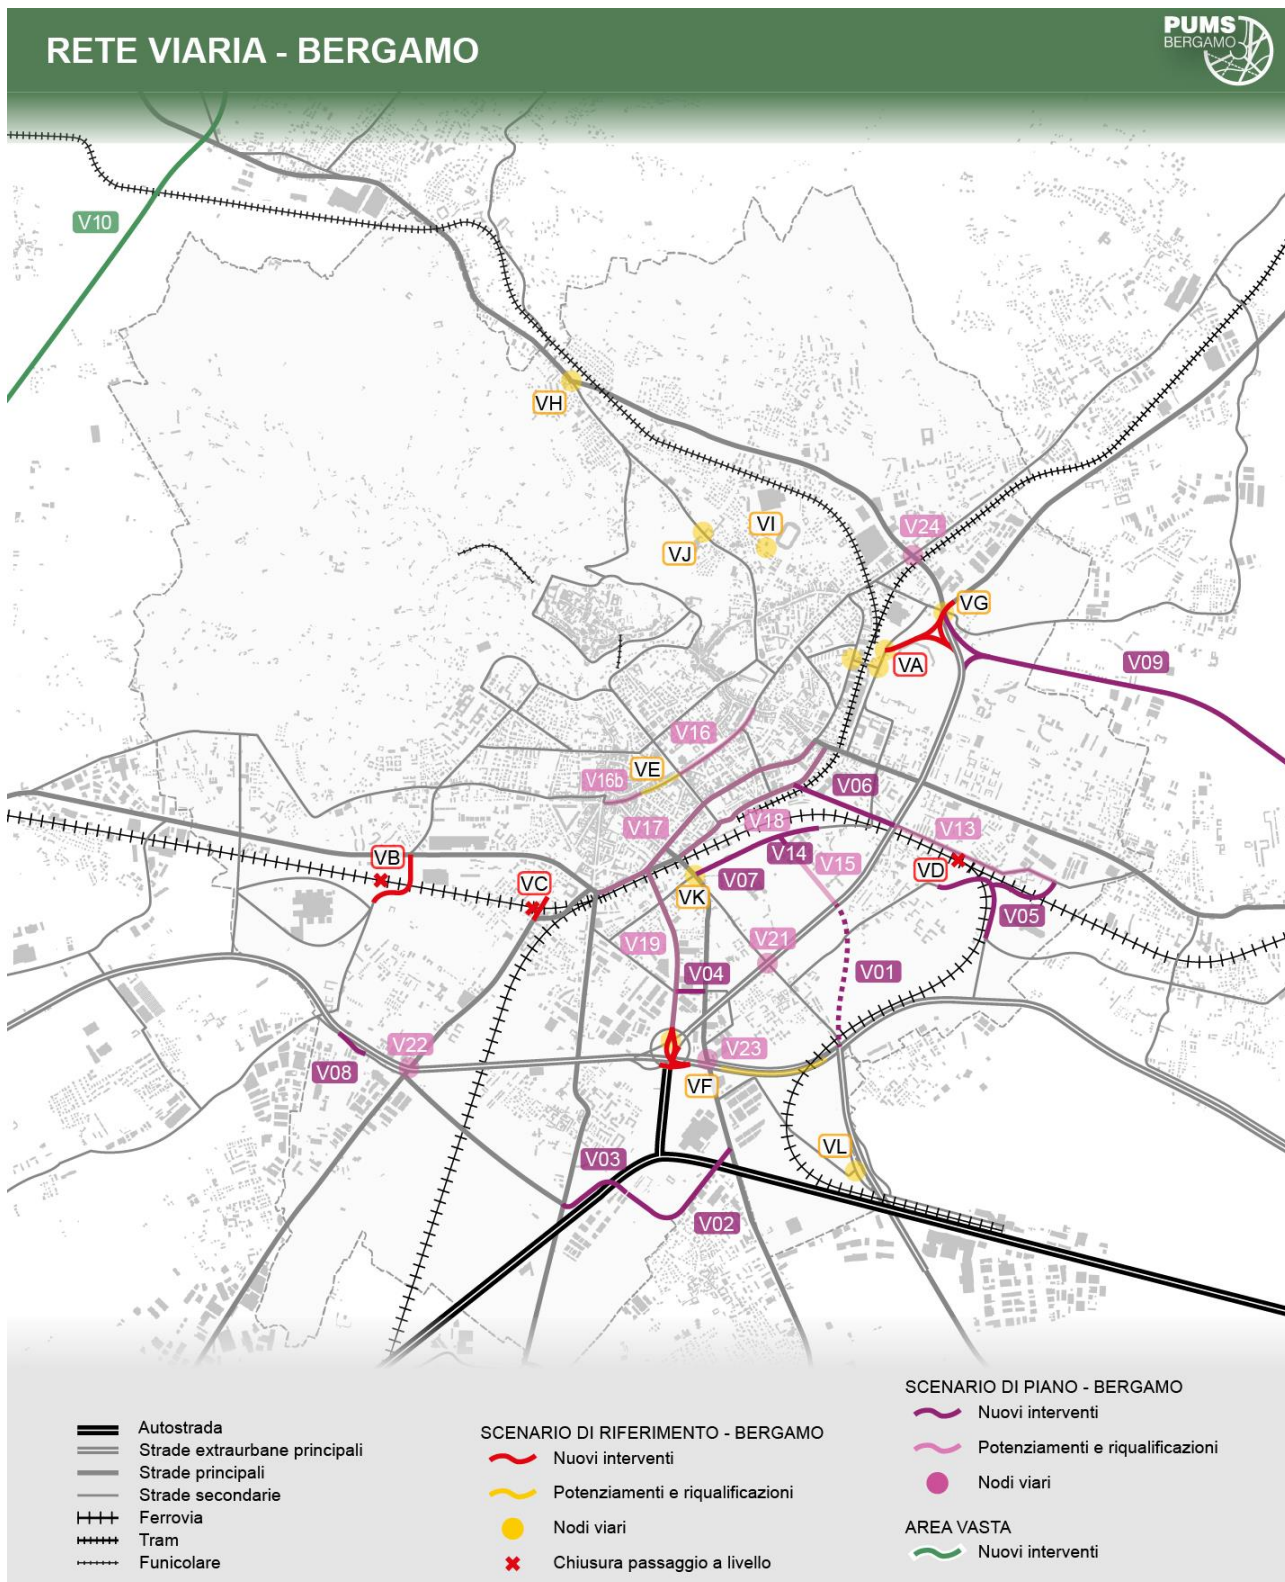 RETE VIARIA - BERGAMO
PUMS
BERGAMO
V10
VH
VI
VJ
V24
VG
VA
V09
V16
VE
V16b
V06
V17
V18
V13
V14
V15
VB
VD
VC
V07
VK
V05
V19
V21
V04
V01
V22
V23
V08
VF
VL
V03
V02
Autostrada
Strade extraurbane principali
Strade principali
Strade secondarie
Ferrovia
Tram
Funicolare
SCENARIO DI RIFERIMENTO - BERGAMO
Nuovi interventi
Potenziamenti e riqualificazioni
Nodi viari
Chiusura passaggio a livello
SCENARIO DI PIANO - BERGAMO
Nuovi interventi
Potenziamenti e riqualificazioni
Nodi viari
AREA VASTA
Nuovi interventi